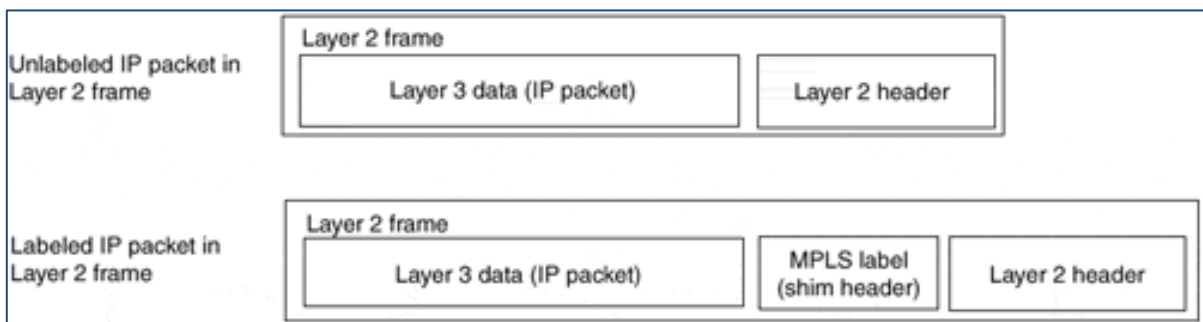 Unlabeled IP packet in
Layer 2 frame
Layer 2 frame
Layer 3 data (IP packet)
Layer 2 header
Labeled IP packet in
Layer 2 frame
Layer 2 frame
Layer 3 data (IP packet)
MPLS label
(shim header)
Layer 2 header